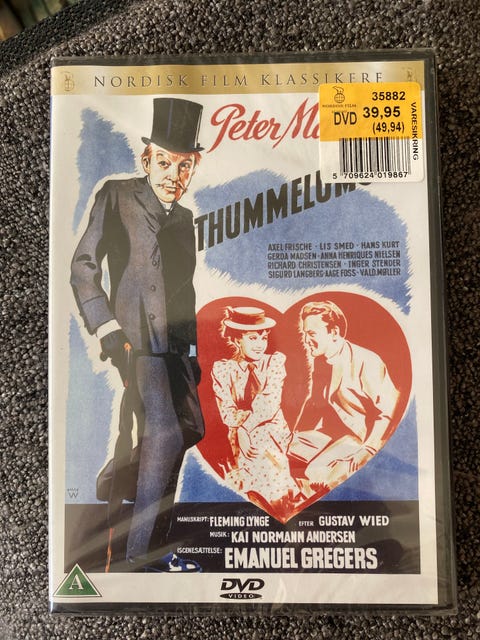 NORDISK FILM KLASSIKERE
Peter
NORDISK FILM
DVD
35882
39,95
(49,94)
VARESIKRING
5 709624 019867
AXEL FRISCHE · LIS SMED · HANS KURT
GERDA MADSEN · ANNA HENRIQUES NIELSEN
RICHARD CHRISTENSEN · INGER STENDER
SIGURD LANGBERG · AAGE FOSS · VALD. MØLLER
MANUSKRIPT: FLEMING LYNGE EFTER GUSTAV WIED
MUSIK: KAI NORMANN ANDERSEN
ISCENESÆTTELSE: EMANUEL GREGERS
A
DVD
VIDEO